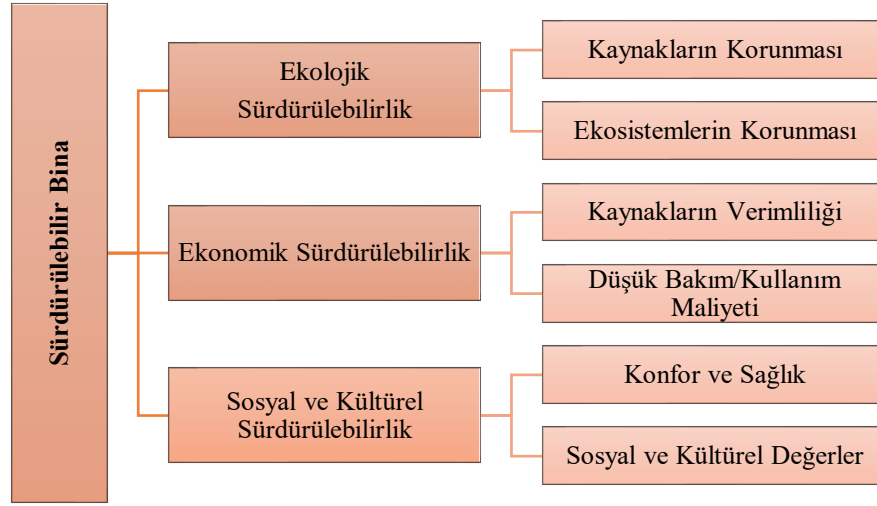 Sürdürülebilir Bina
Ekolojik
Sürdürülebilirlik
Kaynakların Korunması
Ekosistemlerin Korunması
Ekonomik Sürdürülebilirlik
Kaynakların Verimliliği
Düşük Bakım/Kullanım
Maliyeti
Sosyal ve Kültürel
Sürdürülebilirlik
Konfor ve Sağlık
Sosyal ve Kültürel Değerler